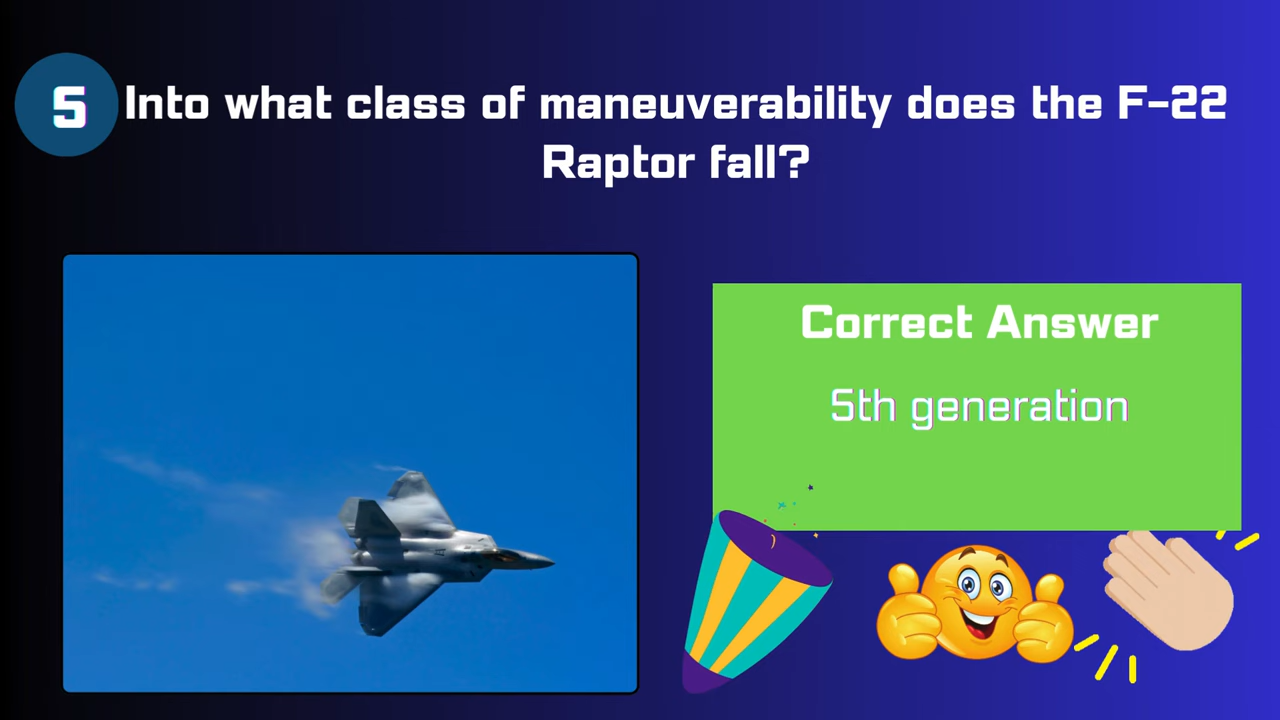 5
Into what class of maneuverability does the F-22
Raptor fall?
Correct Answer
5th generation